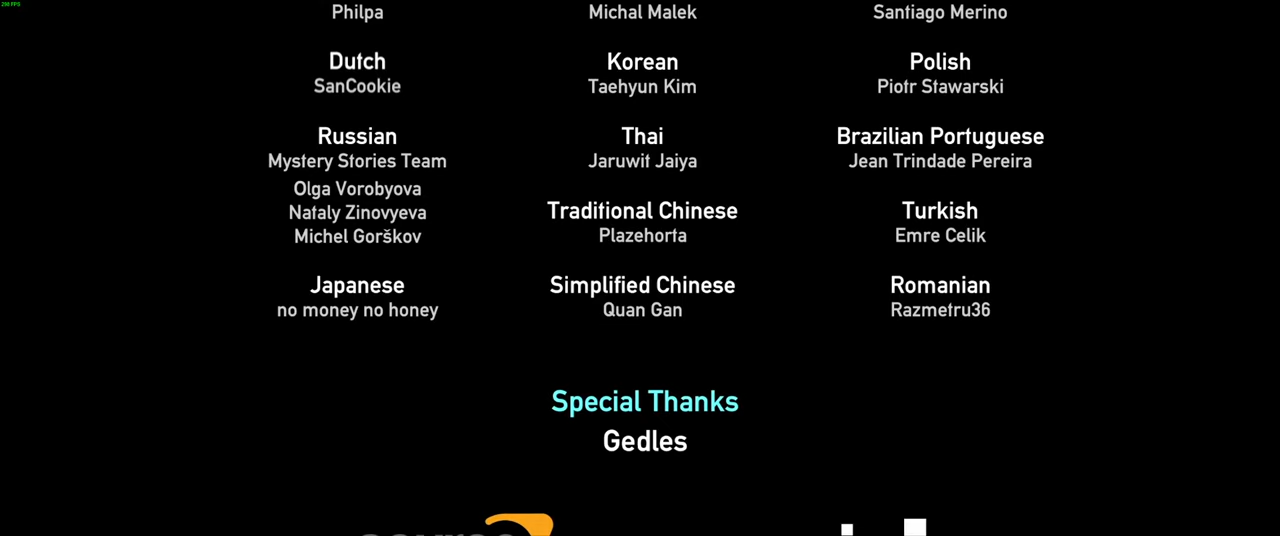 298 FPS
Philpa
Michal Malek
Santiago Merino
Dutch
SanCookie
Korean
Taehyun Kim
Polish
Piotr Stawarski
Russian
Mystery Stories Team
Olga Vorobyova
Nataly Zinovyeva
Michel Gorškov
Thai
Jaruwit Jaiya
Brazilian Portuguese
Jean Trindade Pereira
Traditional Chinese
Plazehorta
Turkish
Emre Celik
Japanese
no money no honey
Simplified Chinese
Quan Gan
Romanian
Razmetru36
Special Thanks
Gedles